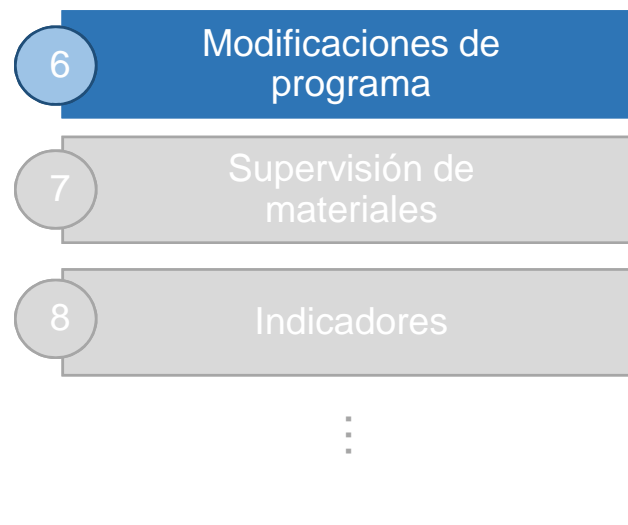 6
Modificaciones de
programa
7
Supervisión de
materiales
8
Indicadores
...